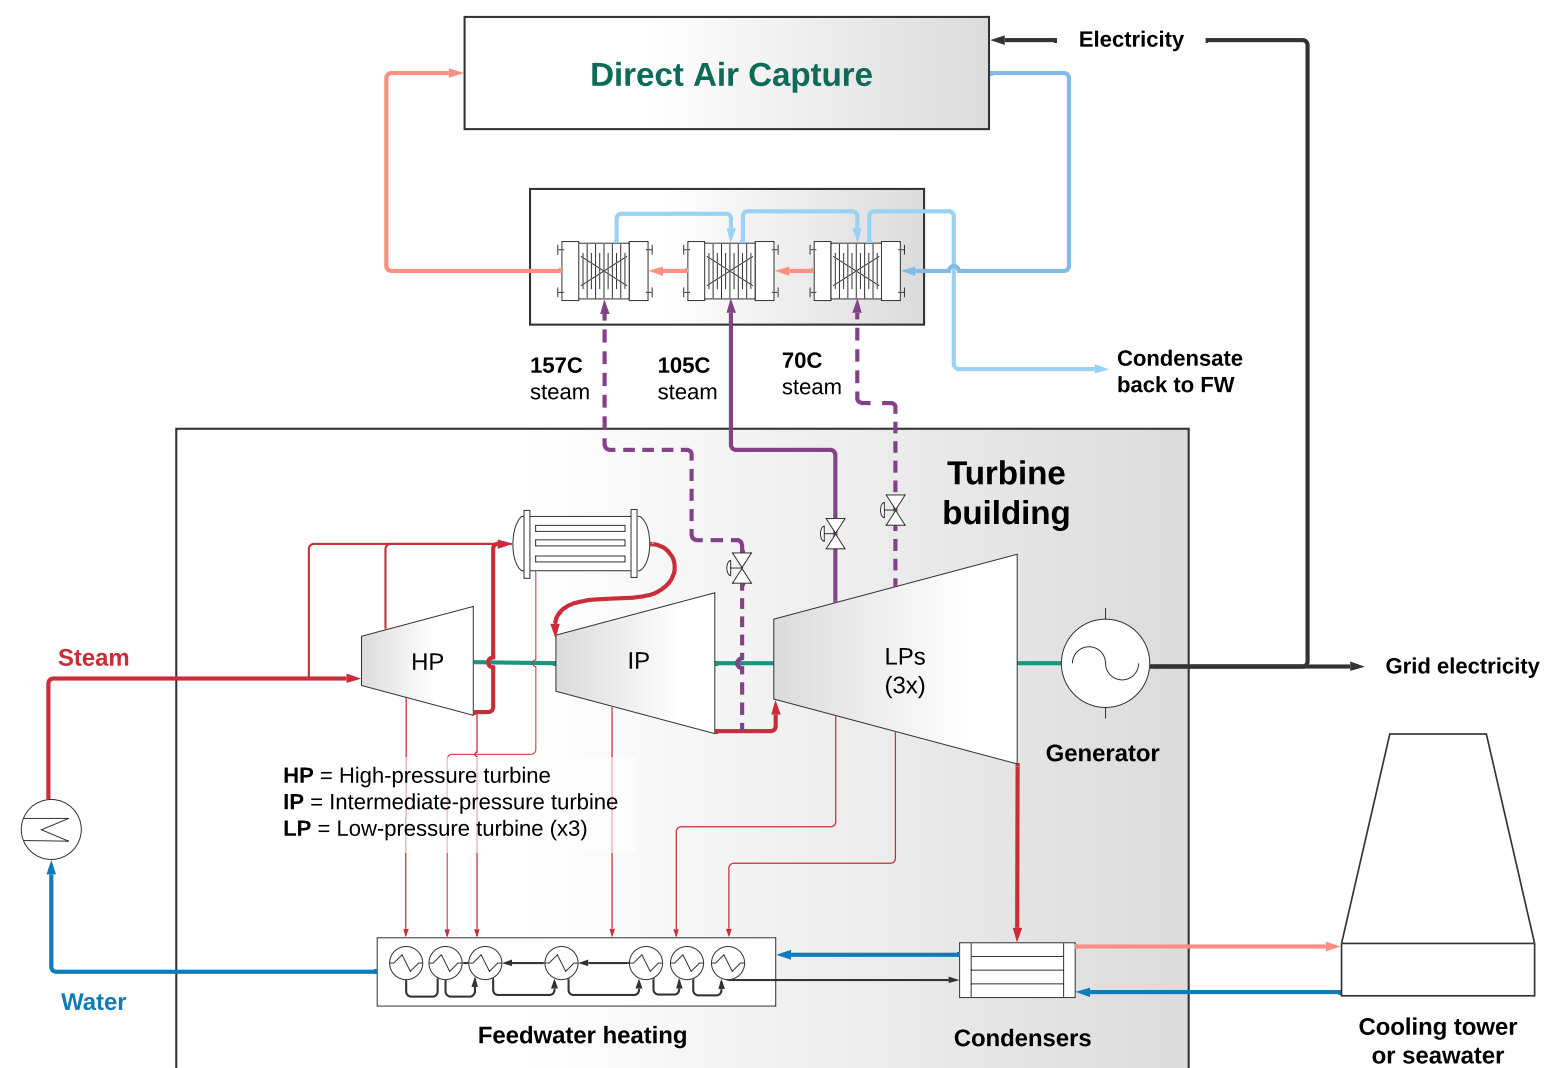 Electricity
Direct Air Capture
157C
steam
105C
steam
70C
steam
Condensate
back to FW
Turbine
building
HP
IP
LPs
(3x)
Steam
Grid electricity
Generator
HP = High-pressure turbine
IP = Intermediate-pressure turbine
LP = Low-pressure turbine (x3)
Water
Feedwater heating
Condensers
Cooling tower
or seawater